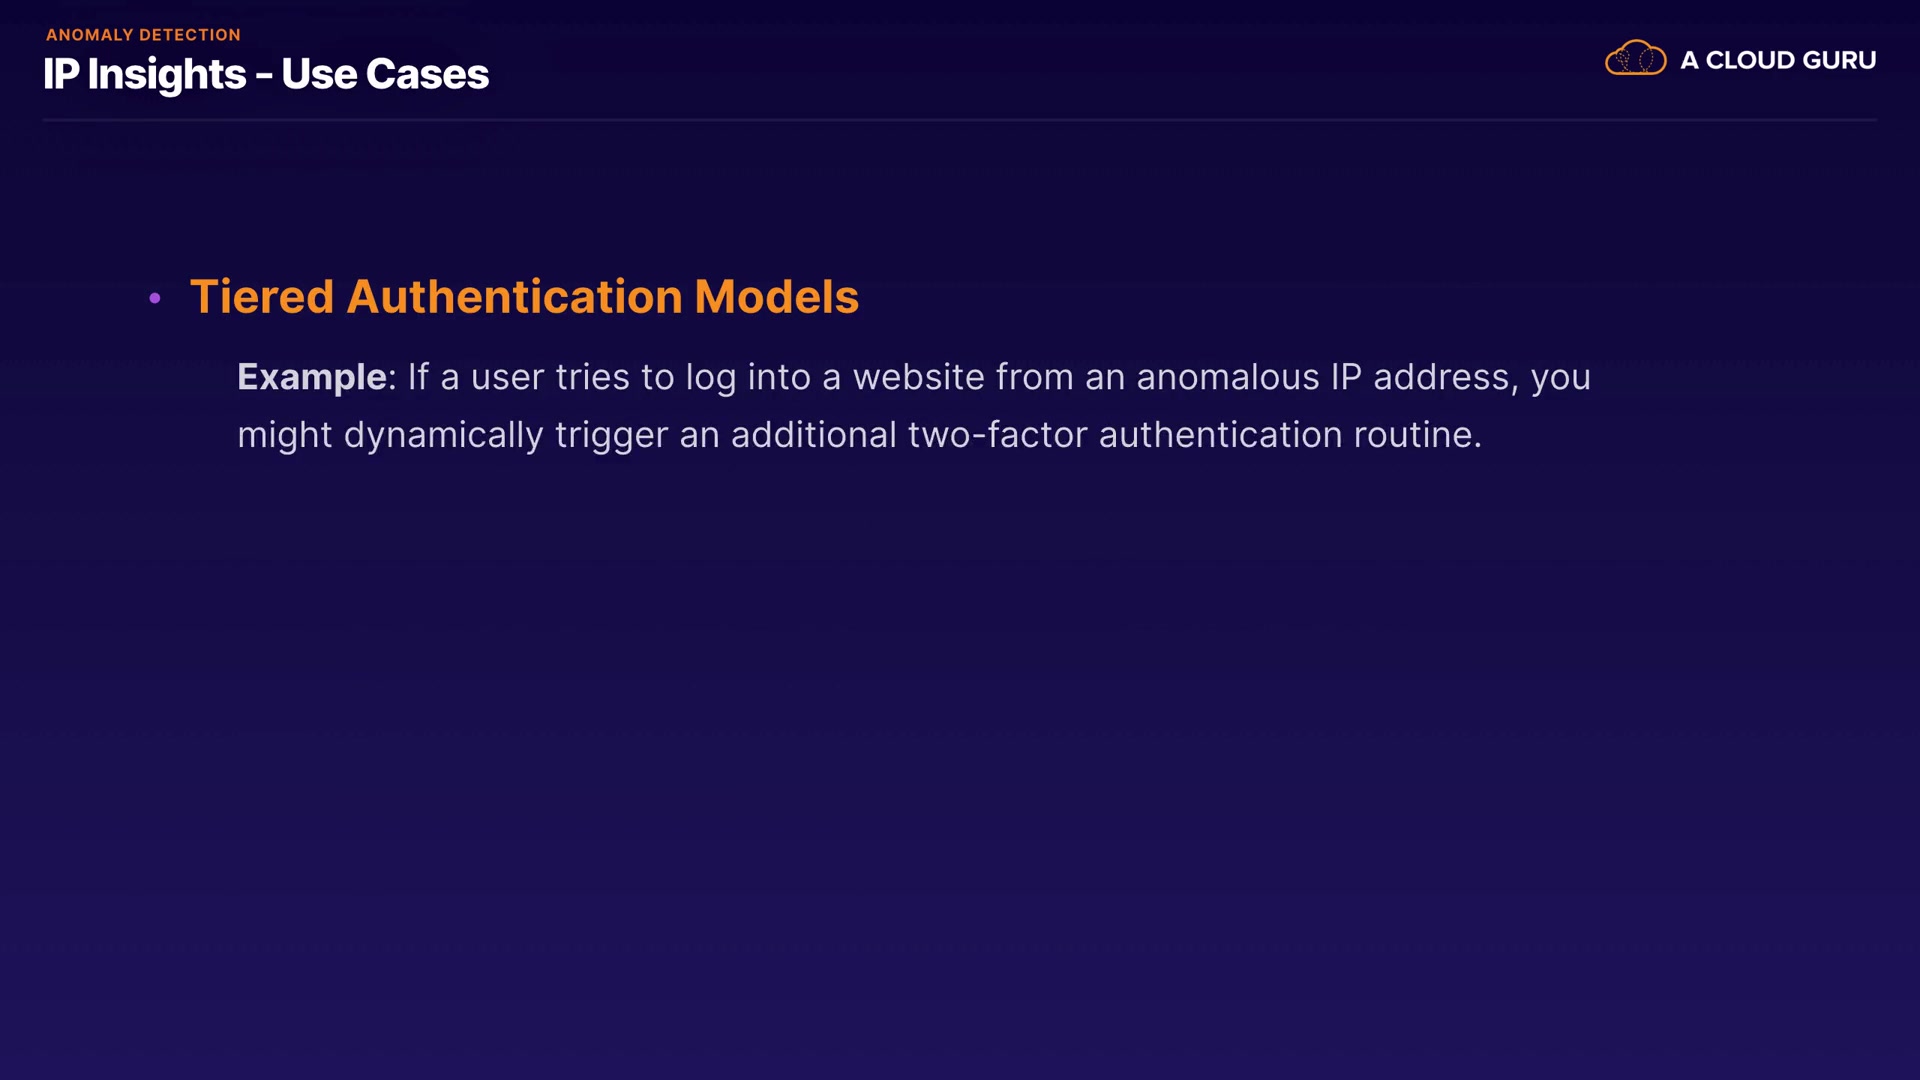 ANOMALY DETECTION
IP Insights - Use Cases
A CLOUD GURU
• Tiered Authentication Models
Example: If a user tries to log into a website from an anomalous IP address, you
might dynamically trigger an additional two-factor authentication routine.